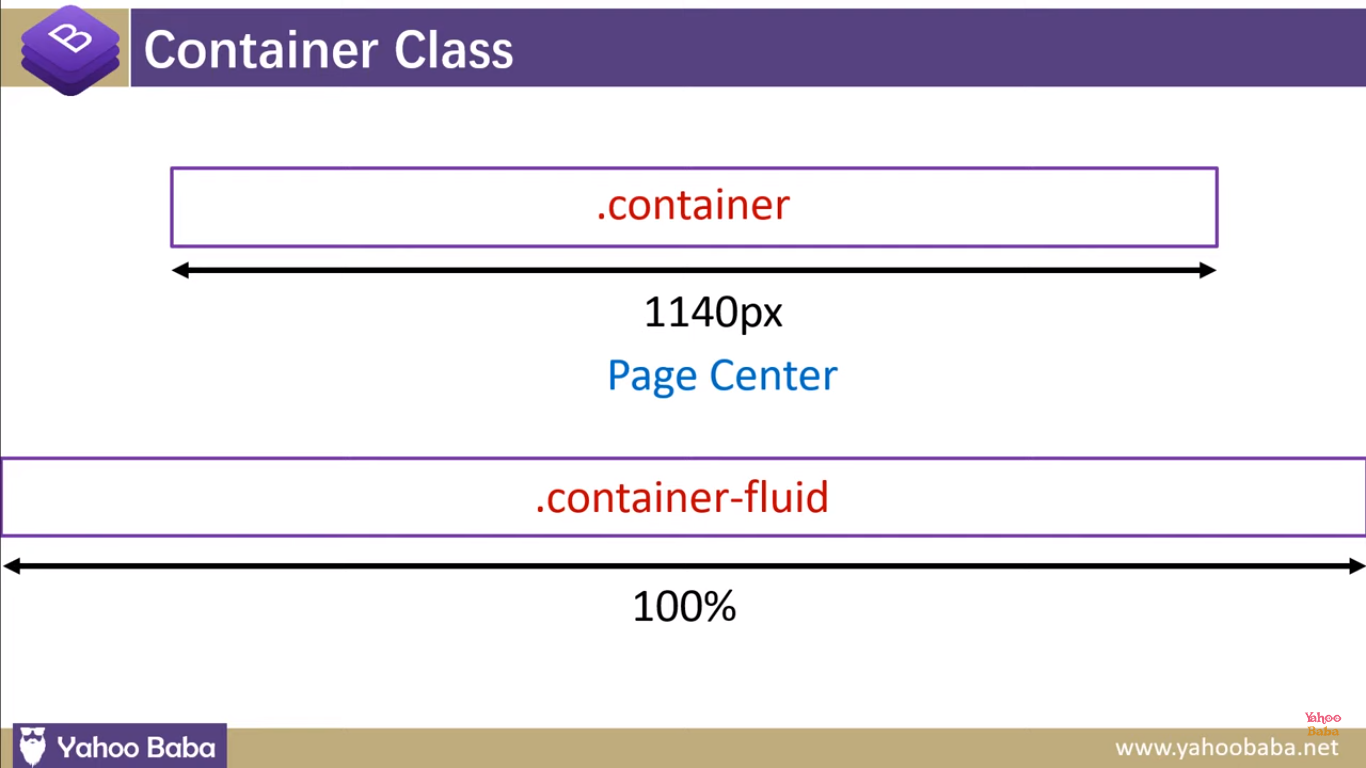 B
Container Class
.container
1140px
Page Center
.container-fluid
100%
Yahoo
Baba
Yahoo Baba
www.yahoobaba.net